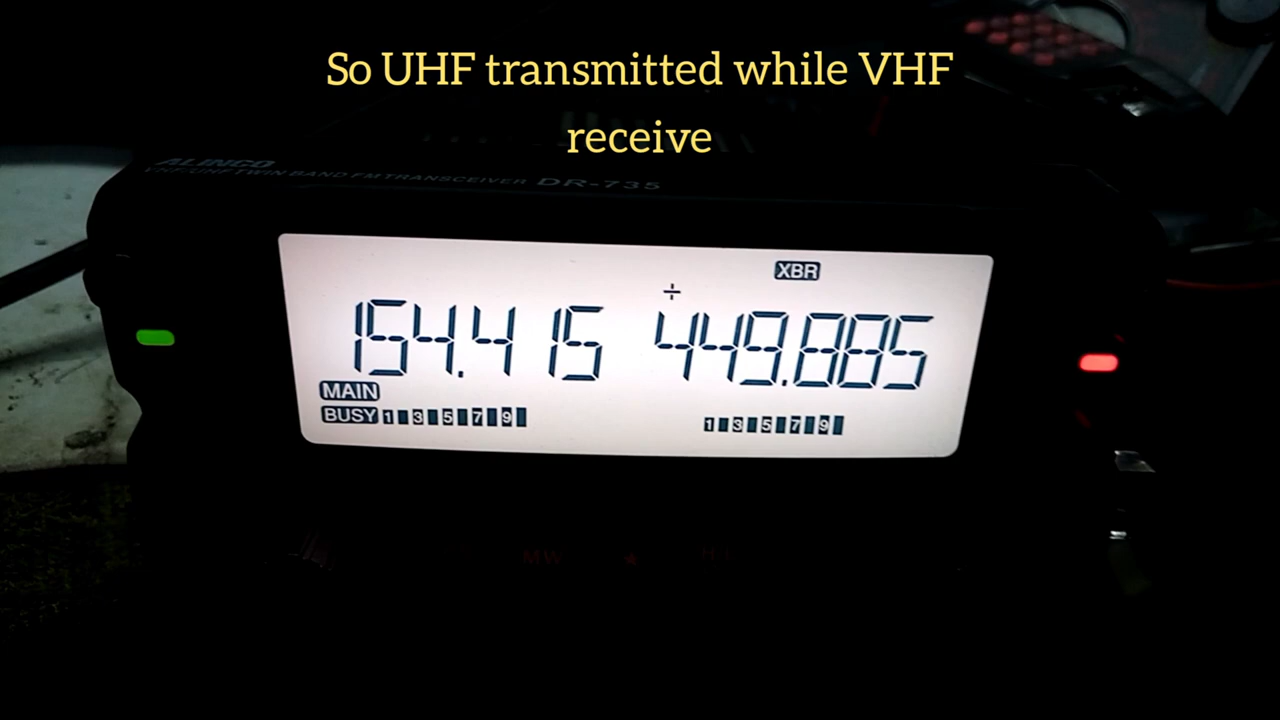 So UHF transmitted while VHF
receive
ALINCO
VHF/UHF TWIN BAND FM TRANSCEIVER DR-735
XBR
÷
154.415 449.885
MAIN
BUSY 1 3 5 7 9 1 3 5 7 9
MW